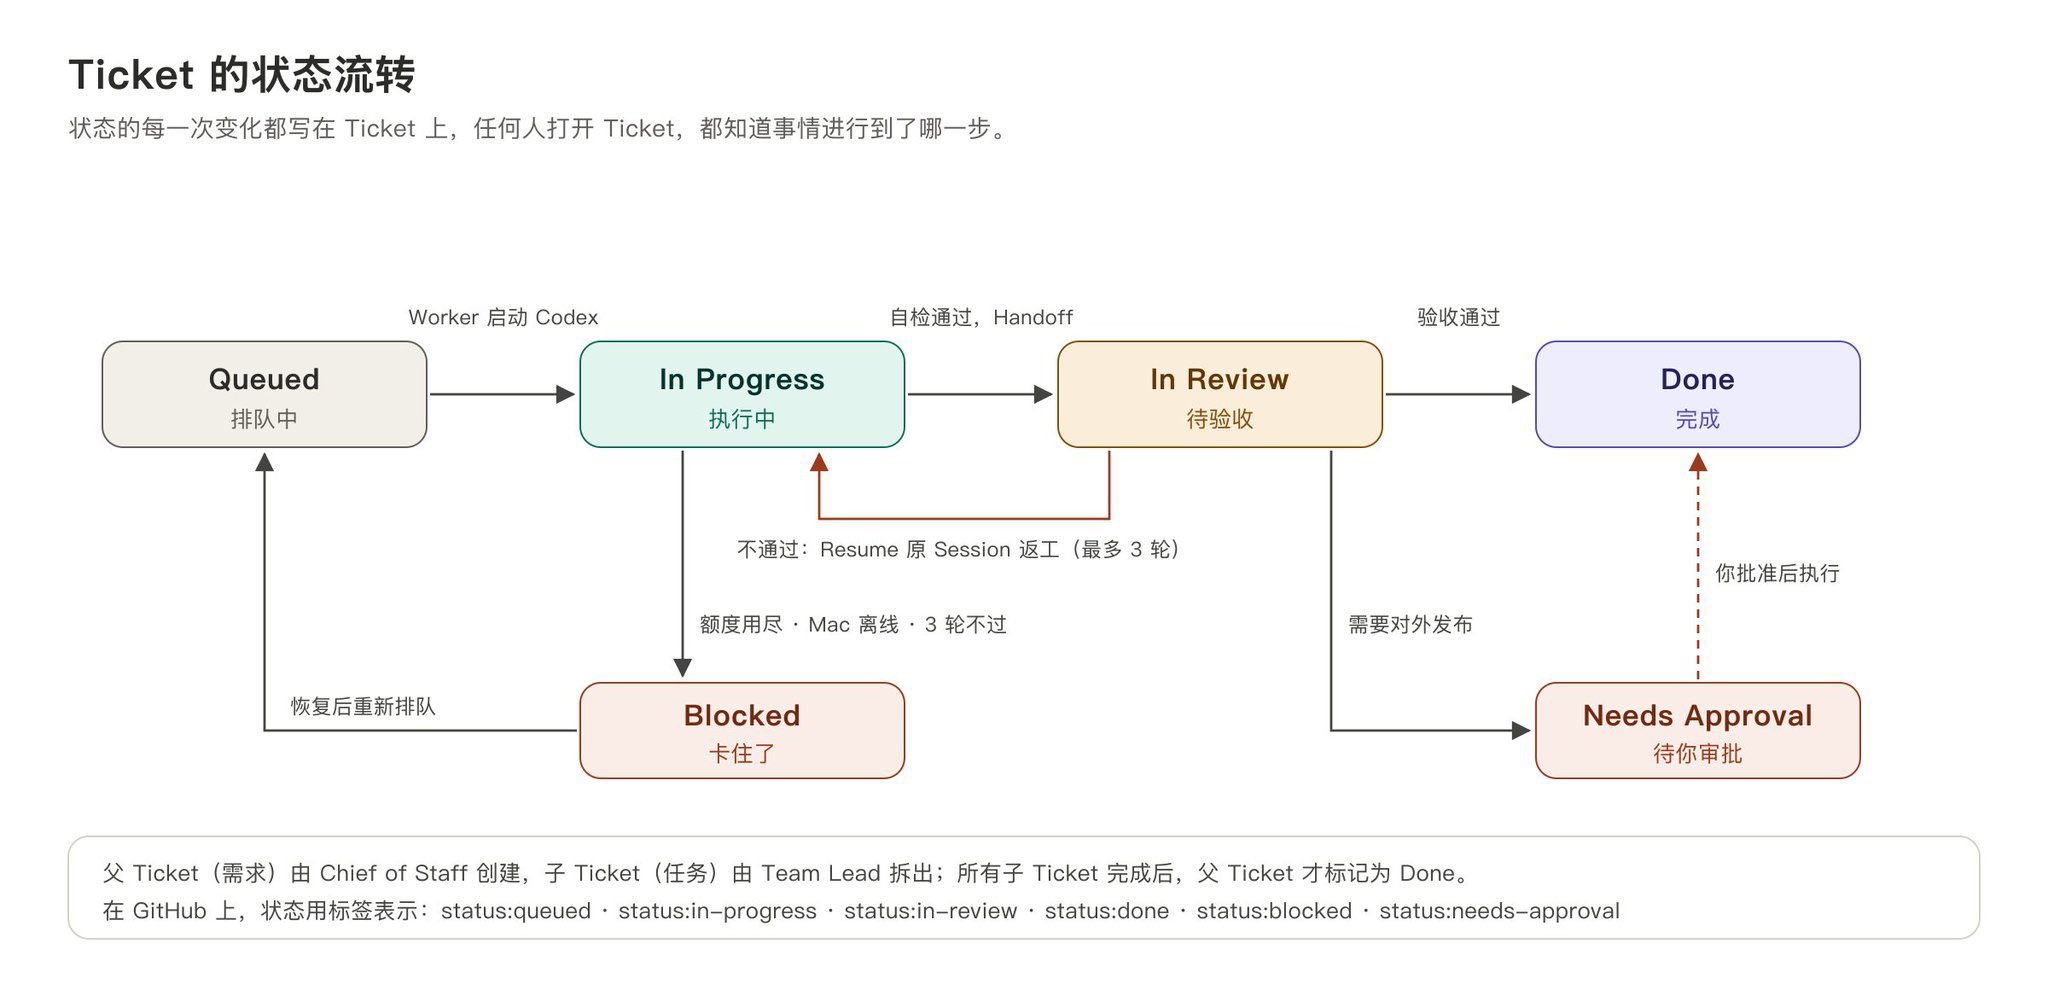 Ticket 的状态流转
状态的每一次变化都写在 Ticket 上，任何人打开 Ticket，都知道事情进行到了哪一步。
Worker 启动 Codex
自检通过，Handoff
验收通过
Queued
排队中
In Progress
执行中
In Review
待验收
Done
完成
不通过：Resume 原 Session 返工（最多 3 轮）
你批准后执行
额度用尽 · Mac 离线 · 3 轮不过
需要对外发布
恢复后重新排队
Blocked
卡住了
Needs Approval
待你审批
父 Ticket（需求）由 Chief of Staff 创建，子 Ticket（任务）由 Team Lead 拆出；所有子 Ticket 完成后，父 Ticket 才标记为 Done。
在 GitHub 上，状态用标签表示：status:queued · status:in-progress · status:in-review · status:done · status:blocked · status:needs-approval